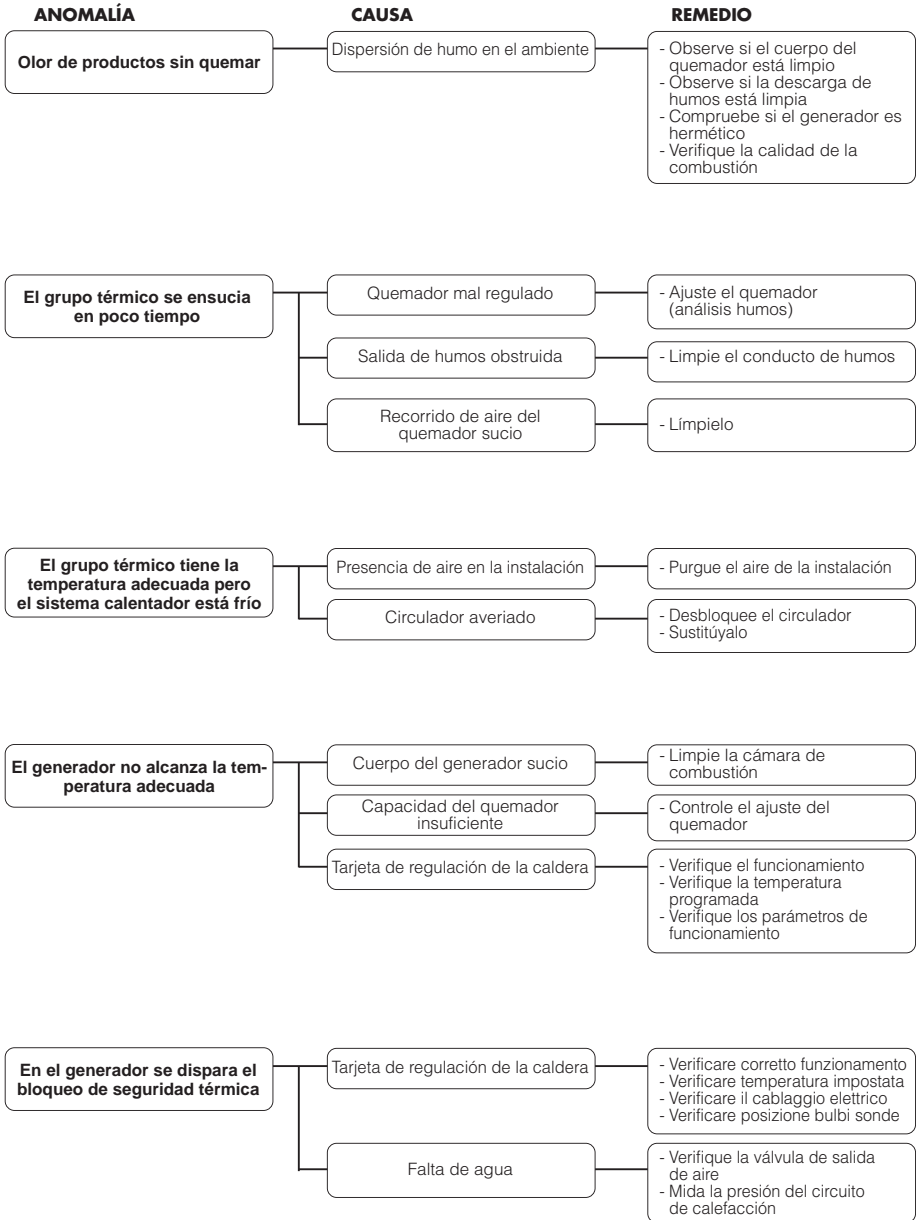 ANOMALÍA CAUSA REMEDIO
Olor de productos sin quemar
Dispersión de humo en el ambiente
- Observe si el cuerpo del
quemador está limpio
- Observe si la descarga de
humos está limpia
- Compruebe si el generador es
hermético
- Verifique la calidad de la
combustión
El grupo térmico se ensucia
en poco tiempo
Quemador mal regulado
- Ajuste el quemador
(análisis humos)
Salida de humos obstruida
- Limpie el conducto de humos
Recorrido de aire del
quemador sucio
- Límpielo
El grupo térmico tiene la
temperatura adecuada pero
el sistema calentador está frío
Presencia de aire en la instalación
- Purgue el aire de la instalación
Circulador averiado
- Desbloquee el circulador
- Sustitúyalo
El generador no alcanza la tem-
peratura adecuada
Cuerpo del generador sucio
- Limpie la cámara de
combustión
Capacidad del quemador
insuficiente
- Controle el ajuste del
quemador
Tarjeta de regulación de la caldera
- Verifique el funcionamiento
- Verifique la temperatura
programada
- Verifique los parámetros de
funcionamiento
En el generador se dispara el
bloqueo de seguridad térmica
Tarjeta de regulación de la caldera
- Verificare corretto funzionamento
- Verificare temperatura impostata
- Verificare il cablaggio elettrico
- Verificare posizione bulbi sonde
Falta de agua
- Verifique la válvula de salida
de aire
- Mida la presión del circuito
de calefacción